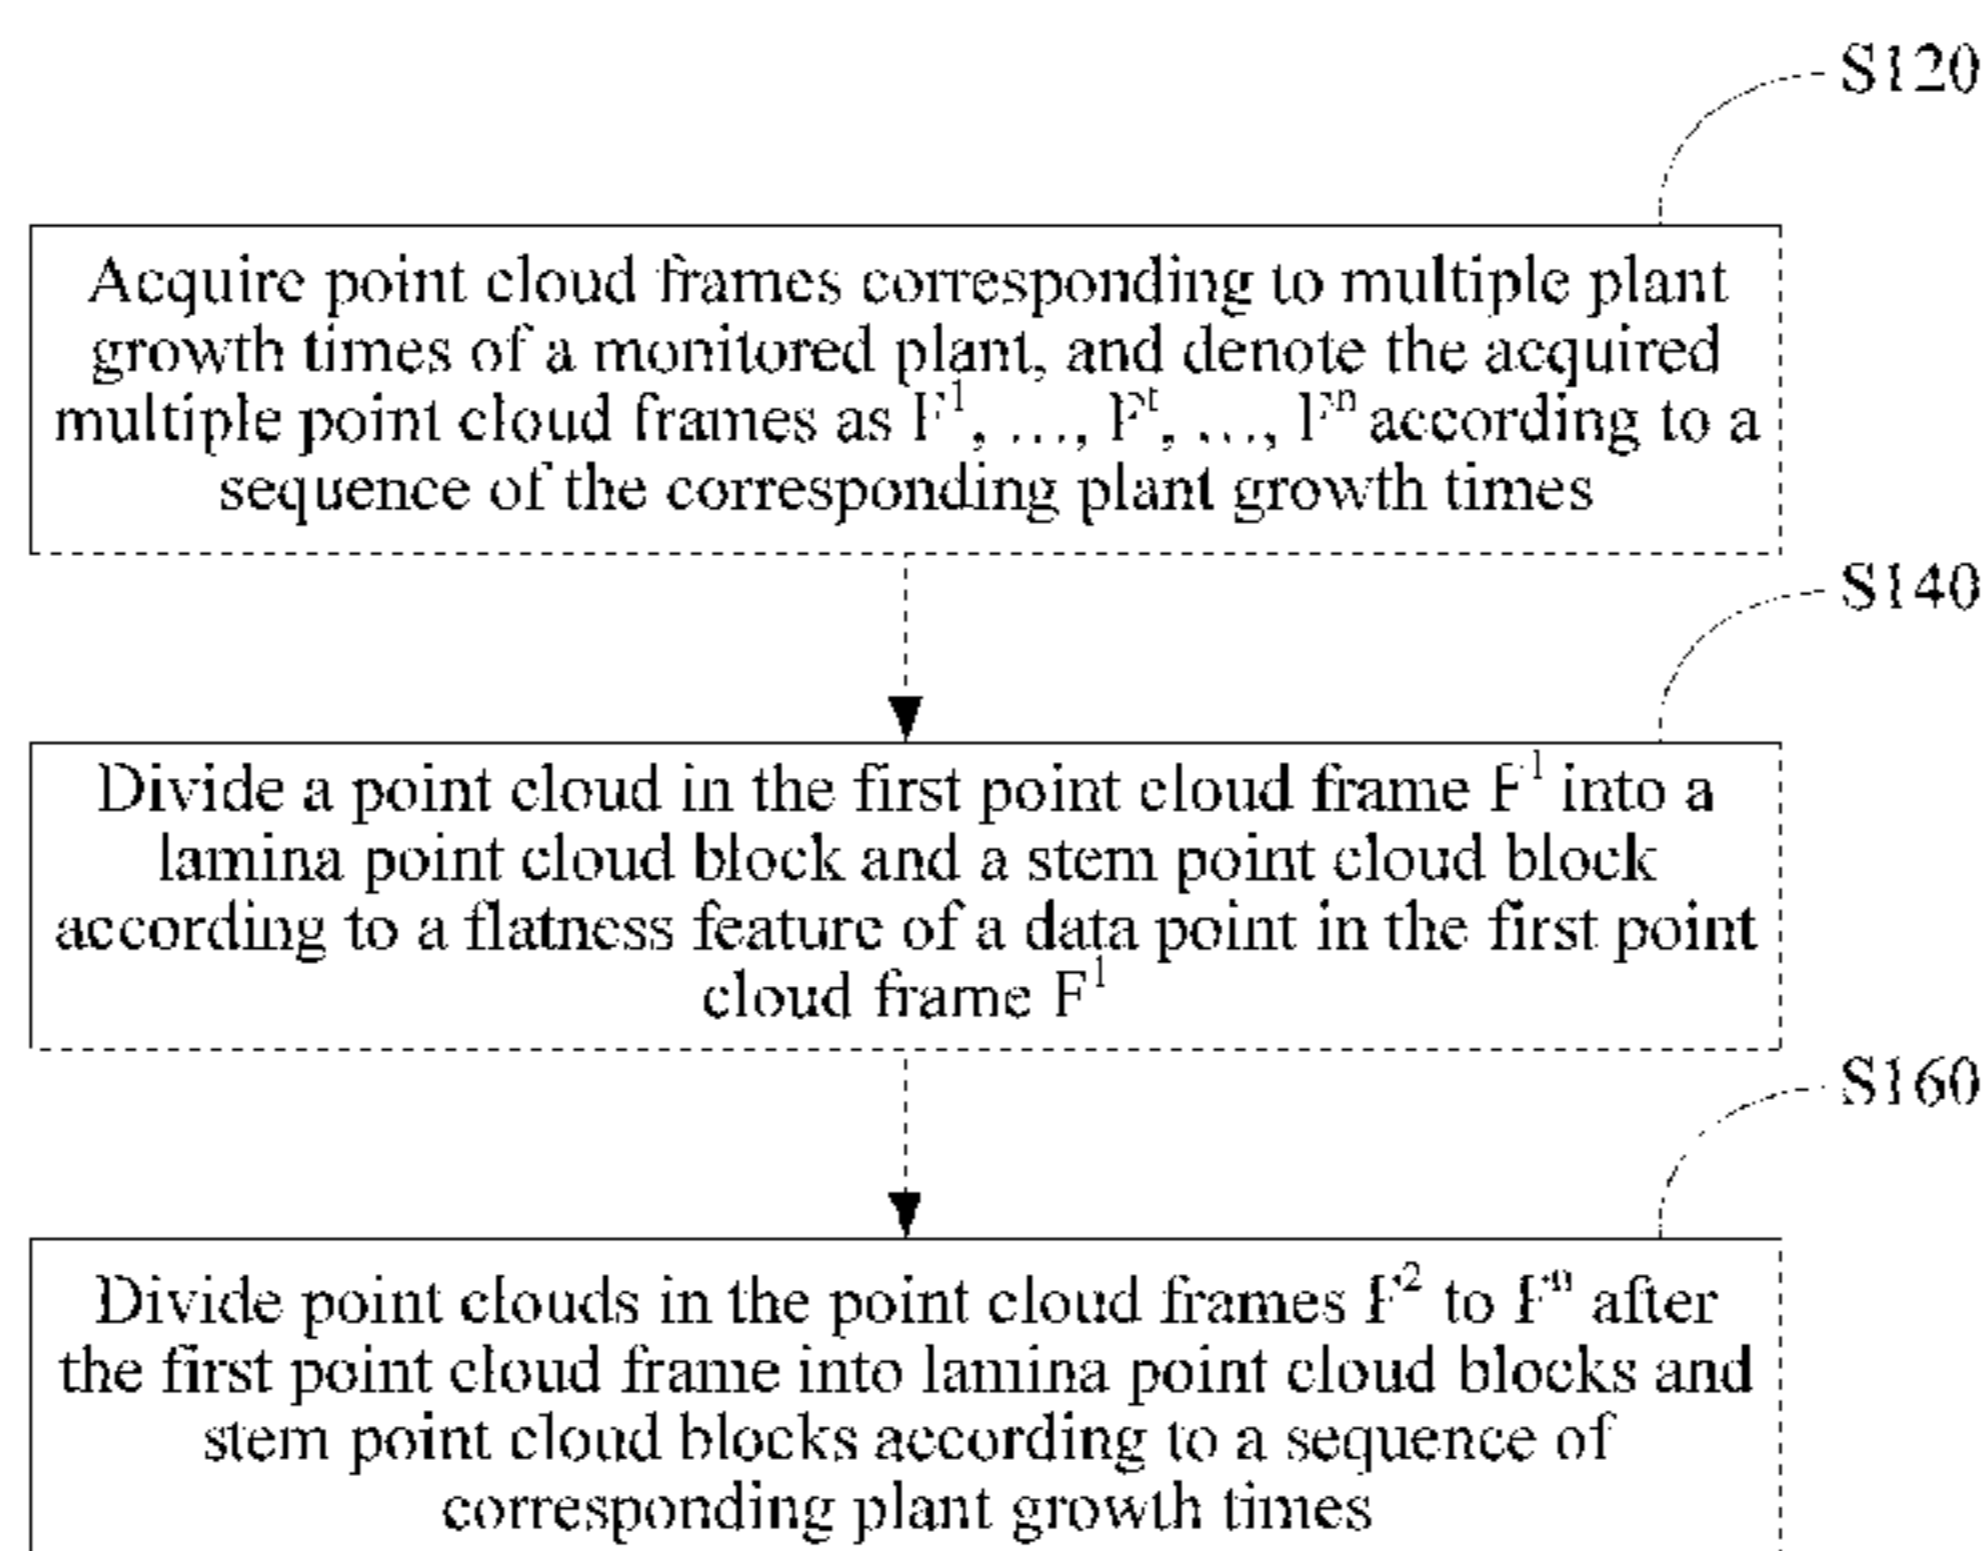 S120
Acquire point cloud frames corresponding to multiple plant
growth times of a monitored plant, and denote the acquired
multiple point cloud frames as F¹, ..., Fᵗ, ..., Fⁿ according to a
sequence of the corresponding plant growth times
S140
Divide a point cloud in the first point cloud frame F¹ into a
lamina point cloud block and a stem point cloud block
according to a flatness feature of a data point in the first point
cloud frame F¹
S160
Divide point clouds in the point cloud frames F² to Fⁿ after
the first point cloud frame into lamina point cloud blocks and
stem point cloud blocks according to a sequence of
corresponding plant growth times